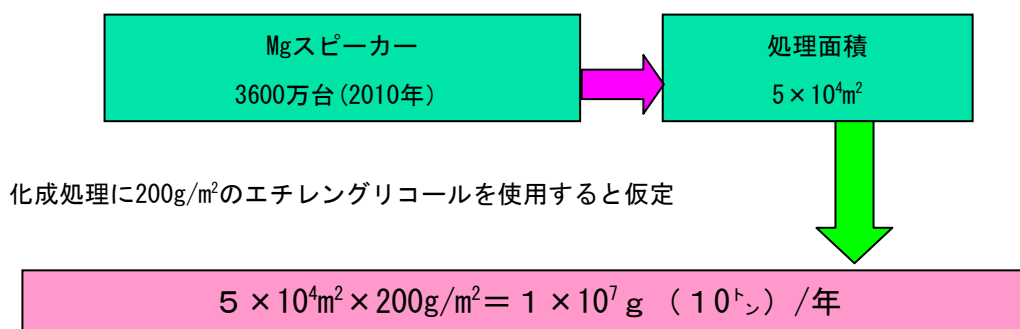 Mgスピーカー
3600万台(2010年)
処理面積
5×10⁴m²
化成処理に200g/m²のエチレングリコールを使用すると仮定
５×10⁴m²×200g/m²＝１×10⁷ｇ（１０㌧）/年